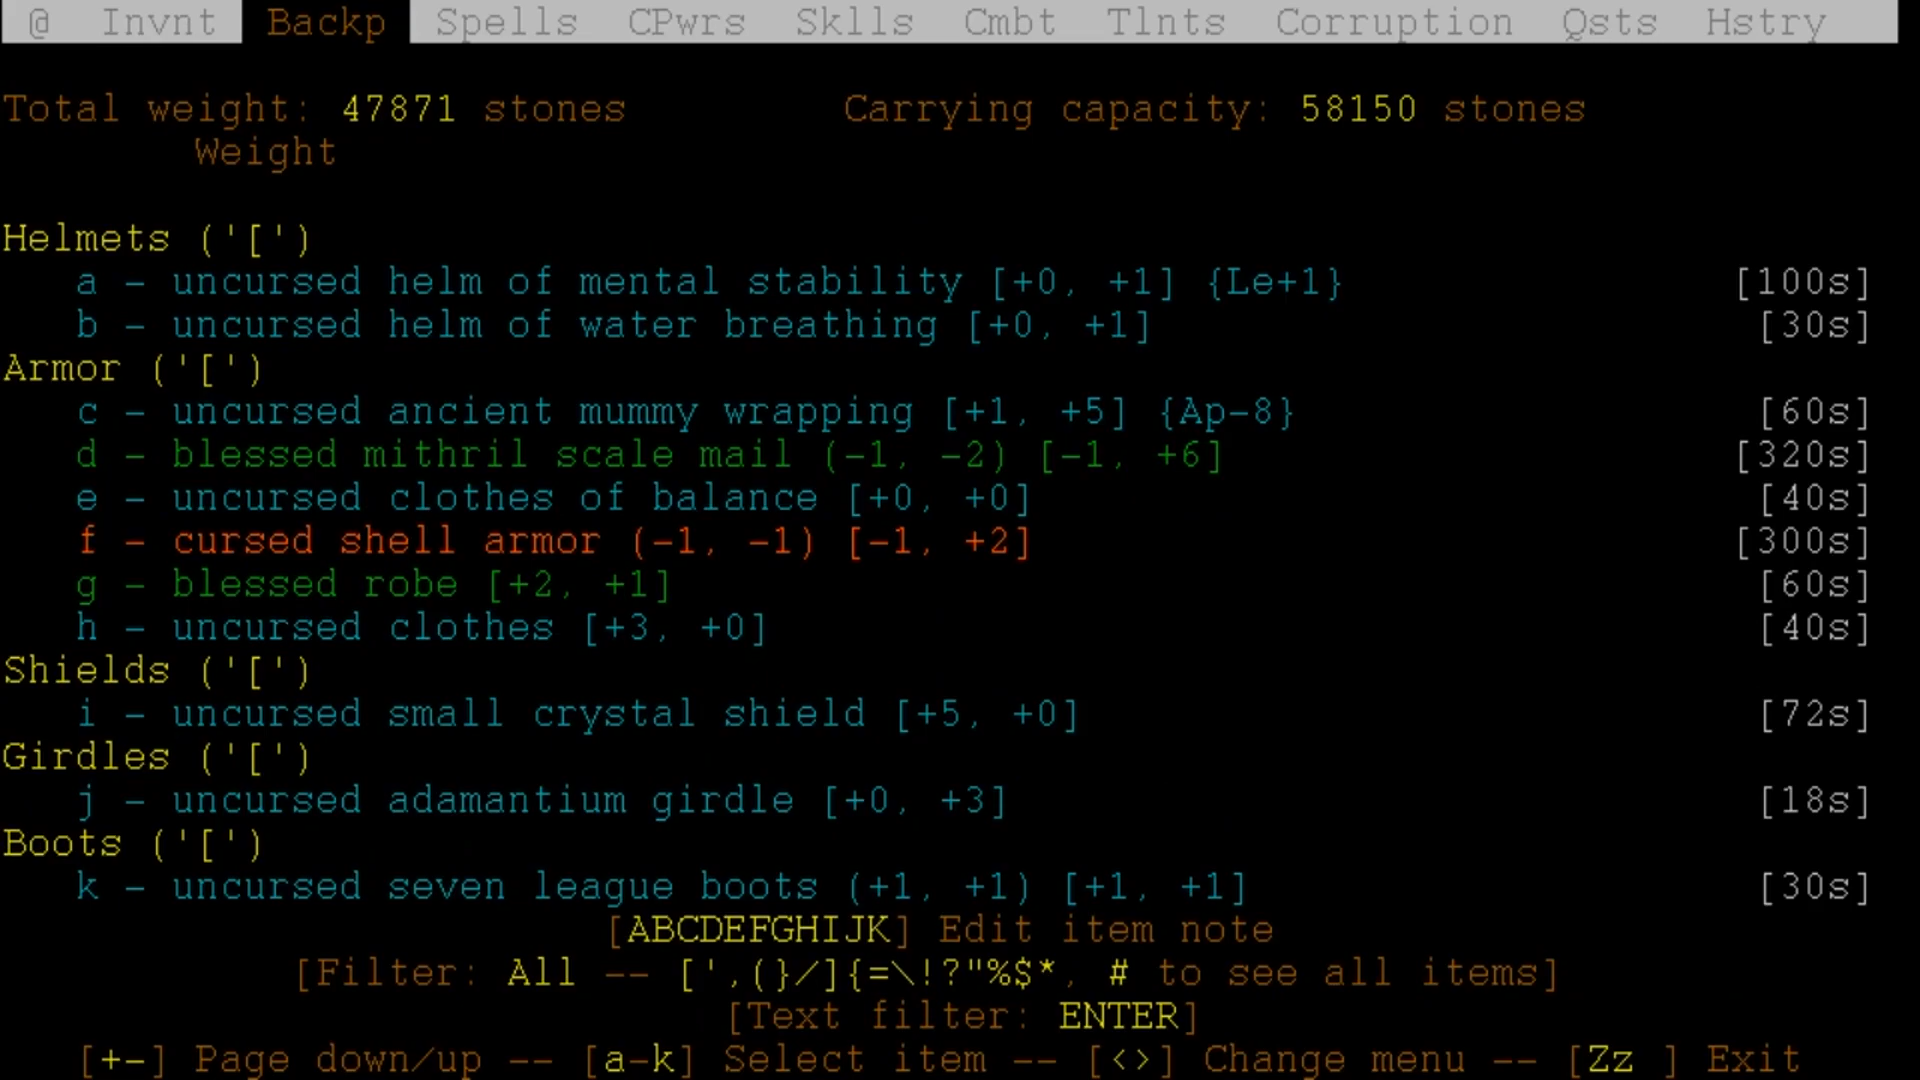 @ Invnt Backp Spells CPwrs Sklls Cmbt Tlnts Corruption Qsts Hstry
Total weight: 47871 stones Carrying capacity: 58150 stones
Weight
Helmets ('[')
a - uncursed helm of mental stability [+0, +1] {Le+1} [100s]
b - uncursed helm of water breathing [+0, +1] [30s]
Armor ('[')
c - uncursed ancient mummy wrapping [+1, +5] {Ap-8} [60s]
d - blessed mithril scale mail (-1, -2) [-1, +6] [320s]
e - uncursed clothes of balance [+0, +0] [40s]
f - cursed shell armor (-1, -1) [-1, +2] [300s]
g - blessed robe [+2, +1] [60s]
h - uncursed clothes [+3, +0] [40s]
Shields ('[')
i - uncursed small crystal shield [+5, +0] [72s]
Girdles ('[')
j - uncursed adamantium girdle [+0, +3] [18s]
Boots ('[')
k - uncursed seven league boots (+1, +1) [+1, +1] [30s]
[ABCDEFGHIJK] Edit item note
[Filter: All -- [',(}/]{=\!?"%$*, # to see all items]
[Text filter: ENTER]
[+-] Page down/up -- [a-k] Select item -- [<>] Change menu -- [Zz ] Exit